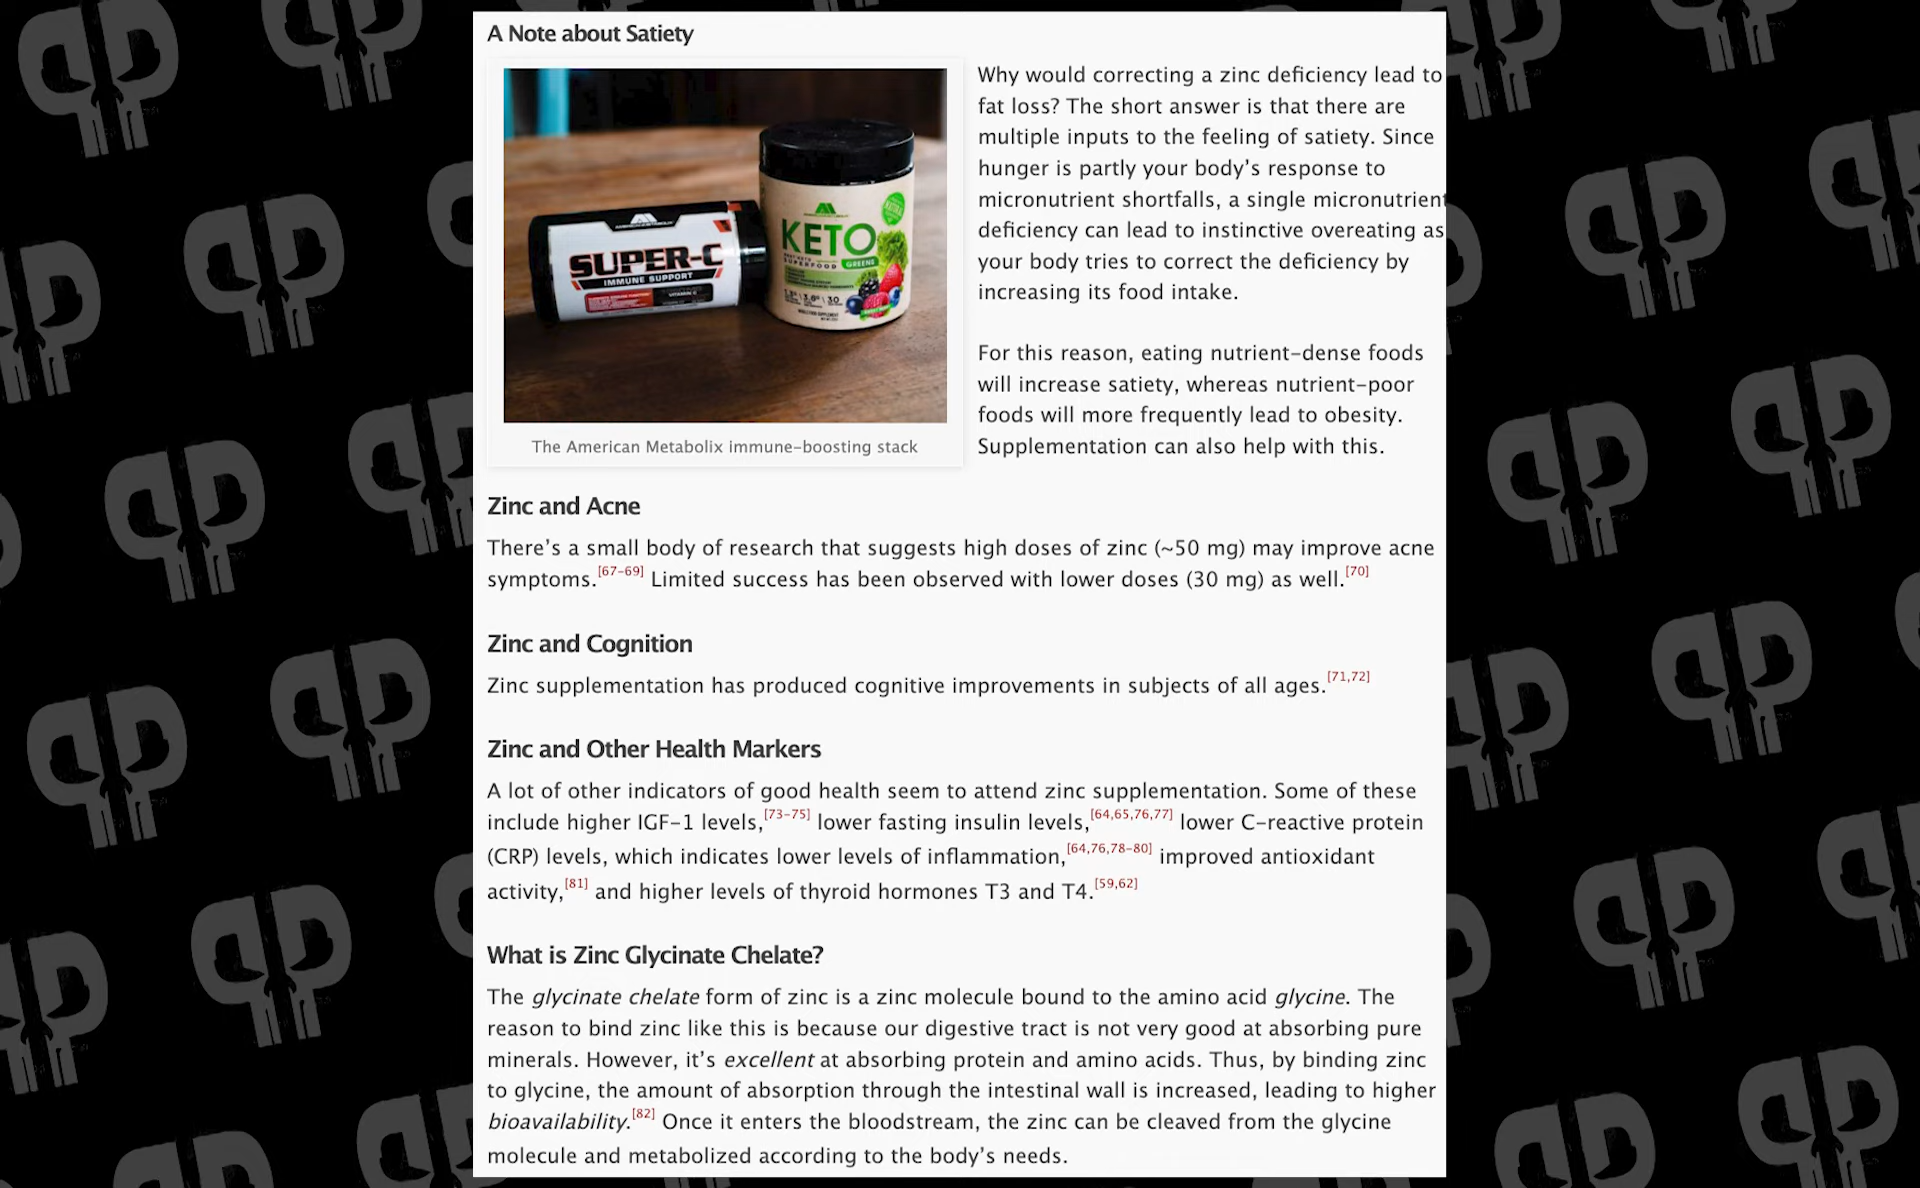 A Note about Satiety
SUPER-C
IMMUNE SUPPORT
KETO
SUPERFOOD GREENS
The American Metabolix immune-boosting stack
Why would correcting a zinc deficiency lead to
fat loss? The short answer is that there are
multiple inputs to the feeling of satiety. Since
hunger is partly your body's response to
micronutrient shortfalls, a single micronutrient
deficiency can lead to instinctive overeating as
your body tries to correct the deficiency by
increasing its food intake.
For this reason, eating nutrient-dense foods
will increase satiety, whereas nutrient-poor
foods will more frequently lead to obesity.
Supplementation can also help with this.
Zinc and Acne
There's a small body of research that suggests high doses of zinc (~50 mg) may improve acne
symptoms.[67-69] Limited success has been observed with lower doses (30 mg) as well.[70]
Zinc and Cognition
Zinc supplementation has produced cognitive improvements in subjects of all ages.[71,72]
Zinc and Other Health Markers
A lot of other indicators of good health seem to attend zinc supplementation. Some of these
include higher IGF-1 levels,[73-75] lower fasting insulin levels,[64,65,76,77] lower C-reactive protein
(CRP) levels, which indicates lower levels of inflammation,[64,76,78-80] improved antioxidant
activity,[81] and higher levels of thyroid hormones T3 and T4.[59,62]
What is Zinc Glycinate Chelate?
The glycinate chelate form of zinc is a zinc molecule bound to the amino acid glycine. The
reason to bind zinc like this is because our digestive tract is not very good at absorbing pure
minerals. However, it's excellent at absorbing protein and amino acids. Thus, by binding zinc
to glycine, the amount of absorption through the intestinal wall is increased, leading to higher
bioavailability.[82] Once it enters the bloodstream, the zinc can be cleaved from the glycine
molecule and metabolized according to the body's needs.